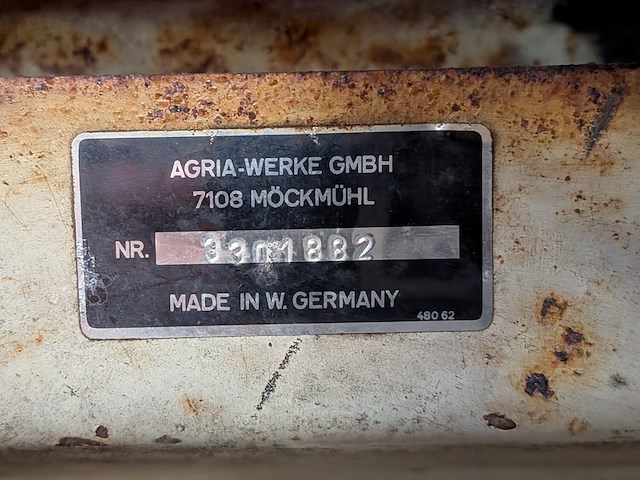 AGRIA-WERKE GMBH
7108 MÖCKMÜHL
NR. 3301882
MADE IN W. GERMANY
480 62